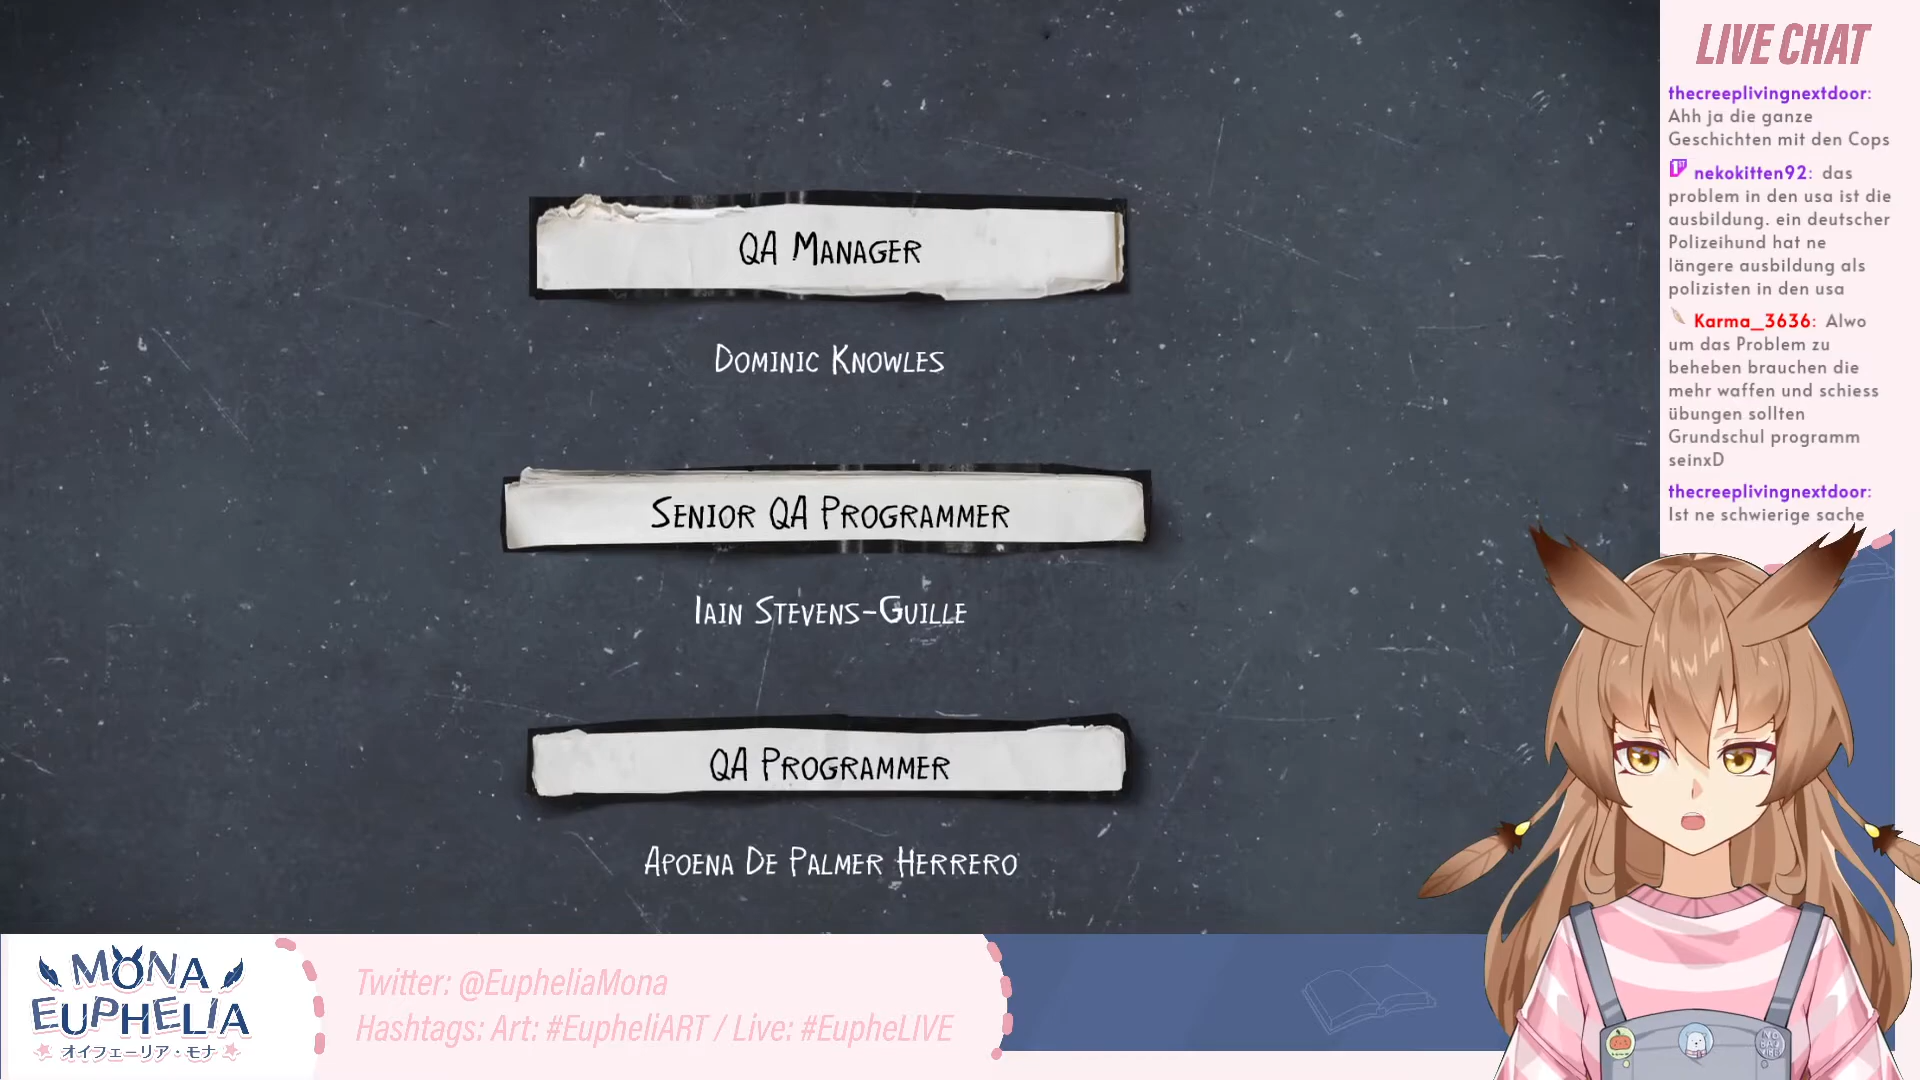 QA Manager
Dominic Knowles
Senior QA Programmer
Iain Stevens-Guille
QA Programmer
Apoena De Palmer Herrero
LIVE CHAT
thecreeplivingnextdoor:
Ahh ja die ganze
Geschichten mit den Cops
nekokitten92: das
problem in den usa ist die
ausbildung. ein deutscher
Polizeihund hat ne
längere ausbildung als
polizisten in den usa
Karma_3636: Alwo
um das Problem zu
beheben brauchen die
mehr waffen und schiess
übungen sollten
Grundschul programm
seinxD
thecreeplivingnextdoor:
Ist ne schwierige sache
MONA
EUPHELIA
オイフェーリア・モナ
Twitter: @EupheliaMona
Hashtags: Art: #EupheliART / Live: #EupheLIVE